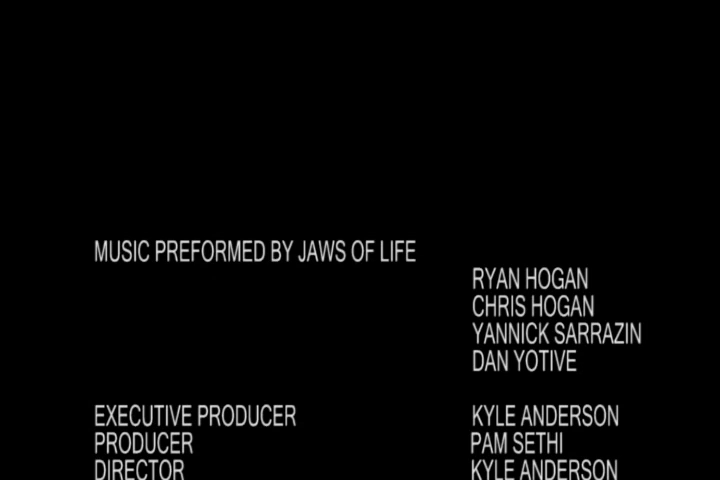 MUSIC PREFORMED BY JAWS OF LIFE
RYAN HOGAN
CHRIS HOGAN
YANNICK SARRAZIN
DAN YOTIVE
EXECUTIVE PRODUCER KYLE ANDERSON
PRODUCER PAM SETHI
DIRECTOR KYLE ANDERSON